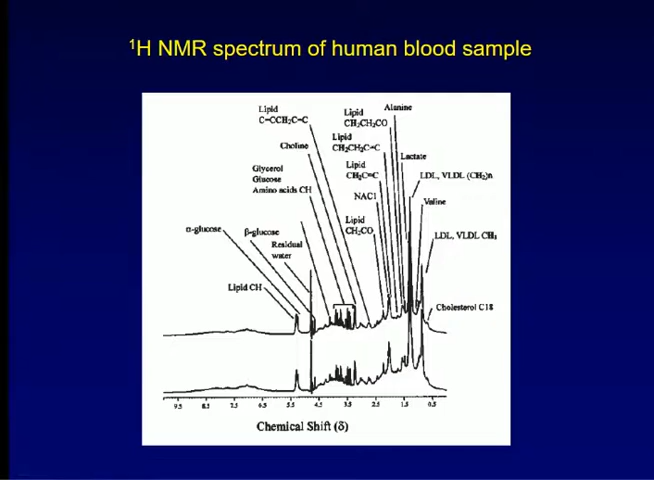 ¹H NMR spectrum of human blood sample
Lipid
C=CCH₂C=C
Choline
Glycerol
Glucose
Amino acids CH
α-glucose
β-glucose
Residual
water
Lipid CH
Lipid
CH₂CH₂CO
Lipid
CH₂CH₂C=C
Lipid
CH₂C=C
NAC1
Lipid
CH₂CO
Alanine
Lactate
LDL, VLDL (CH₂)n
Valine
LDL, VLDL CH₃
Cholesterol C18
9.5 8.5 7.5 6.5 5.5 4.5 3.5 2.5 1.5 0.5
Chemical Shift (δ)